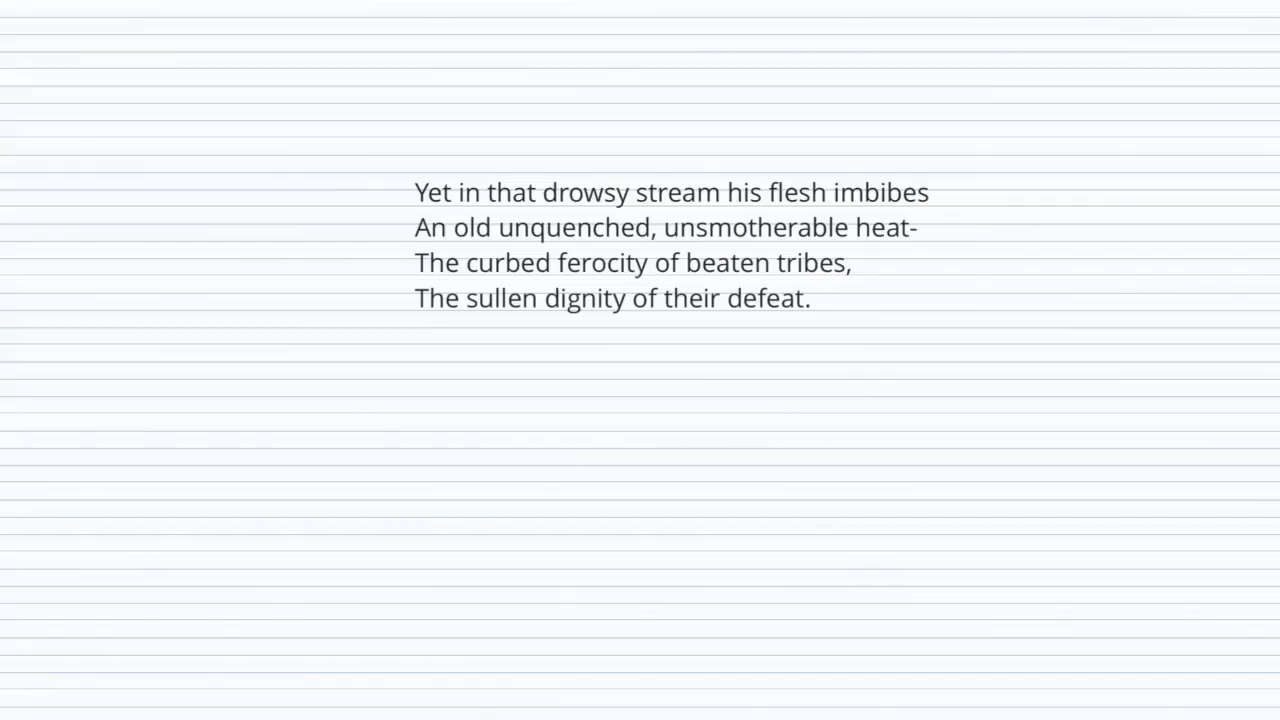 Yet in that drowsy stream his flesh imbibes
An old unquenched, unsmotherable heat-
The curbed ferocity of beaten tribes,
The sullen dignity of their defeat.